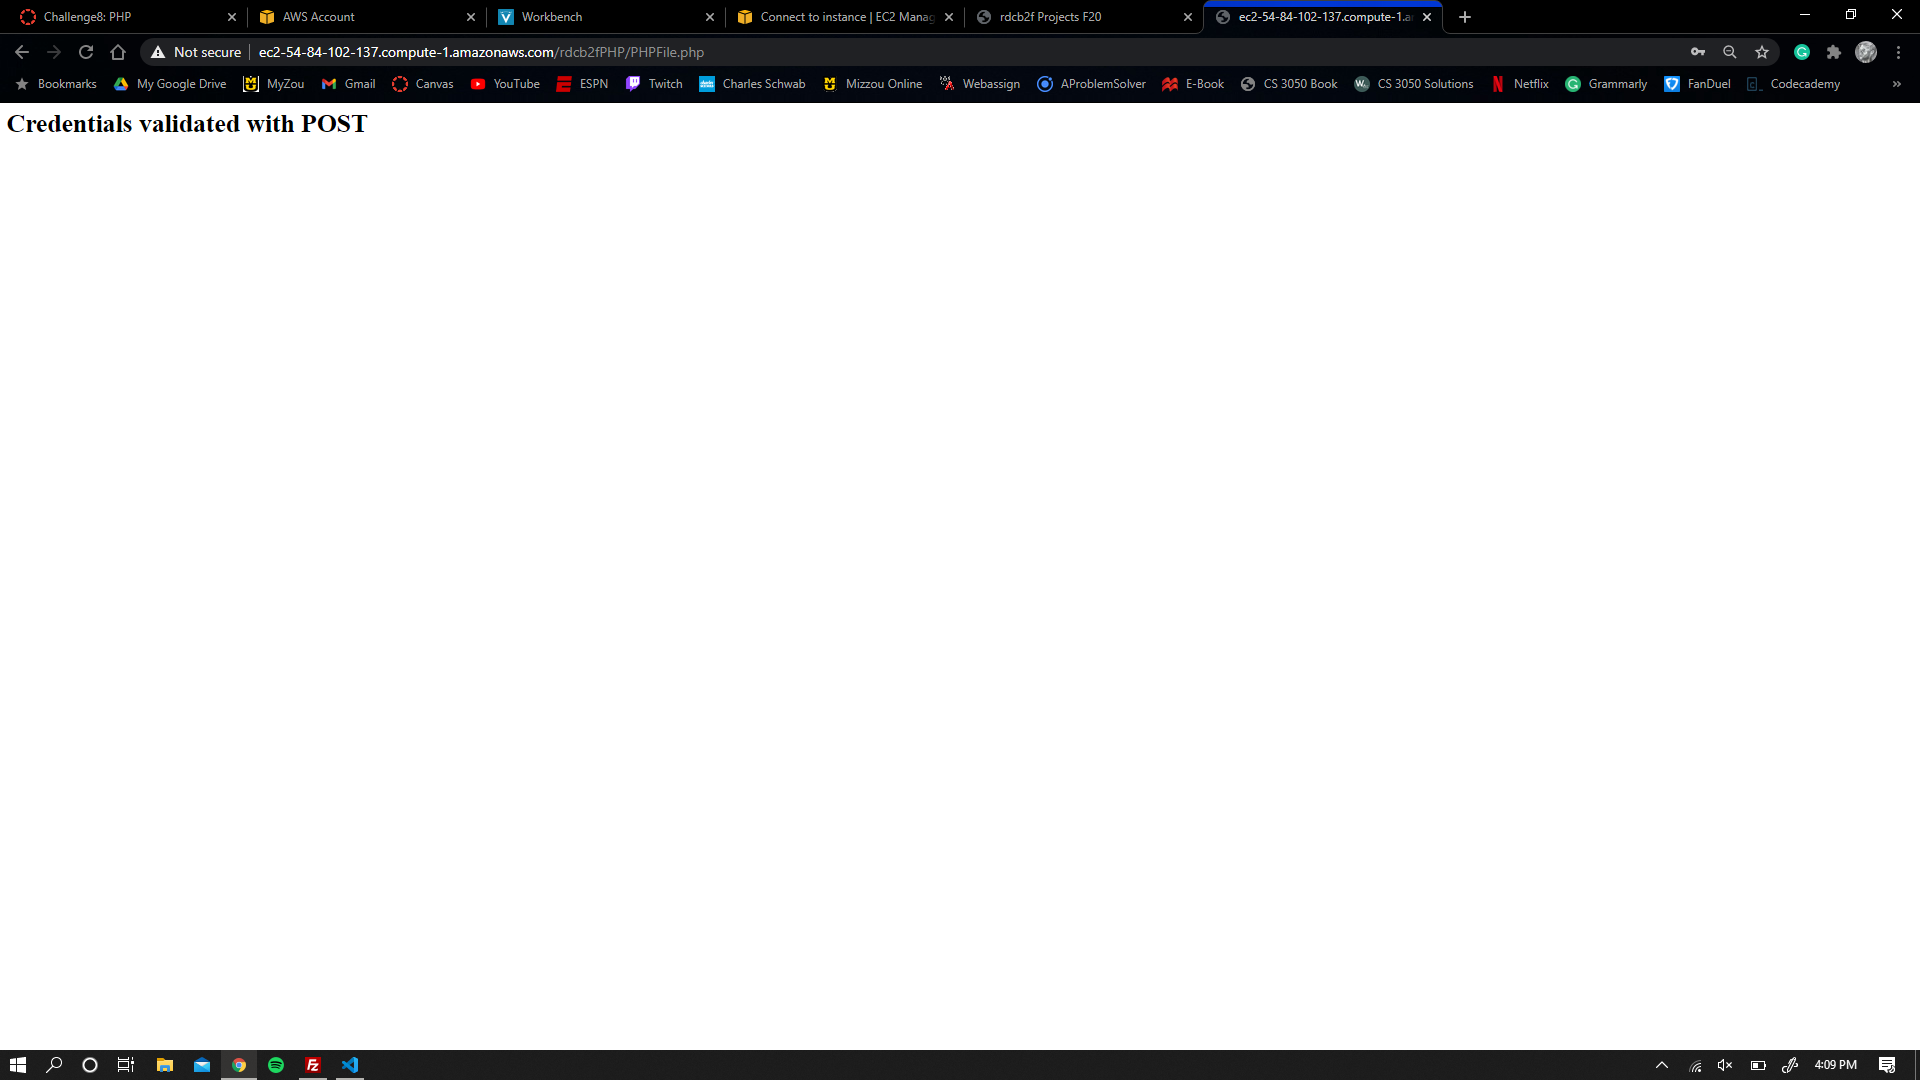 Challenge8: PHP
AWS Account
Workbench
Connect to instance | EC2 Manag
rdcb2f Projects F20
ec2-54-84-102-137.compute-1.a
Not secure
ec2-54-84-102-137.compute-1.amazonaws.com/rdcb2fPHP/PHPFile.php
Bookmarks
My Google Drive
MyZou
Gmail
Canvas
YouTube
ESPN
Twitch
Charles Schwab
Mizzou Online
Webassign
AProblemSolver
E-Book
CS 3050 Book
CS 3050 Solutions
Netflix
Grammarly
FanDuel
Codecademy
»
Credentials validated with POST
4:09 PM